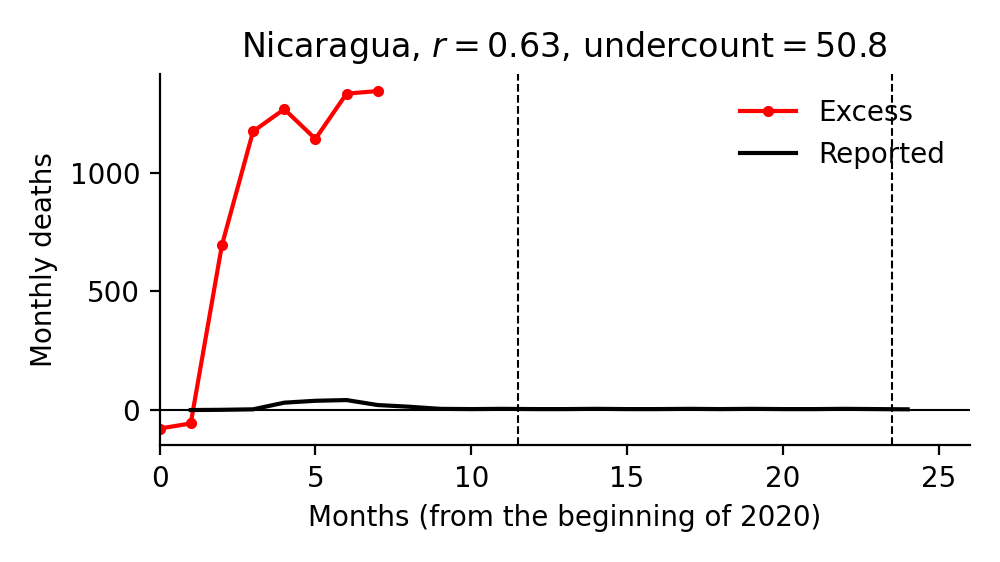 Nicaragua, r = 0.63, undercount = 50.8
Excess
Reported
Monthly deaths
1000
500
0
0 5 10 15 20 25
Months (from the beginning of 2020)